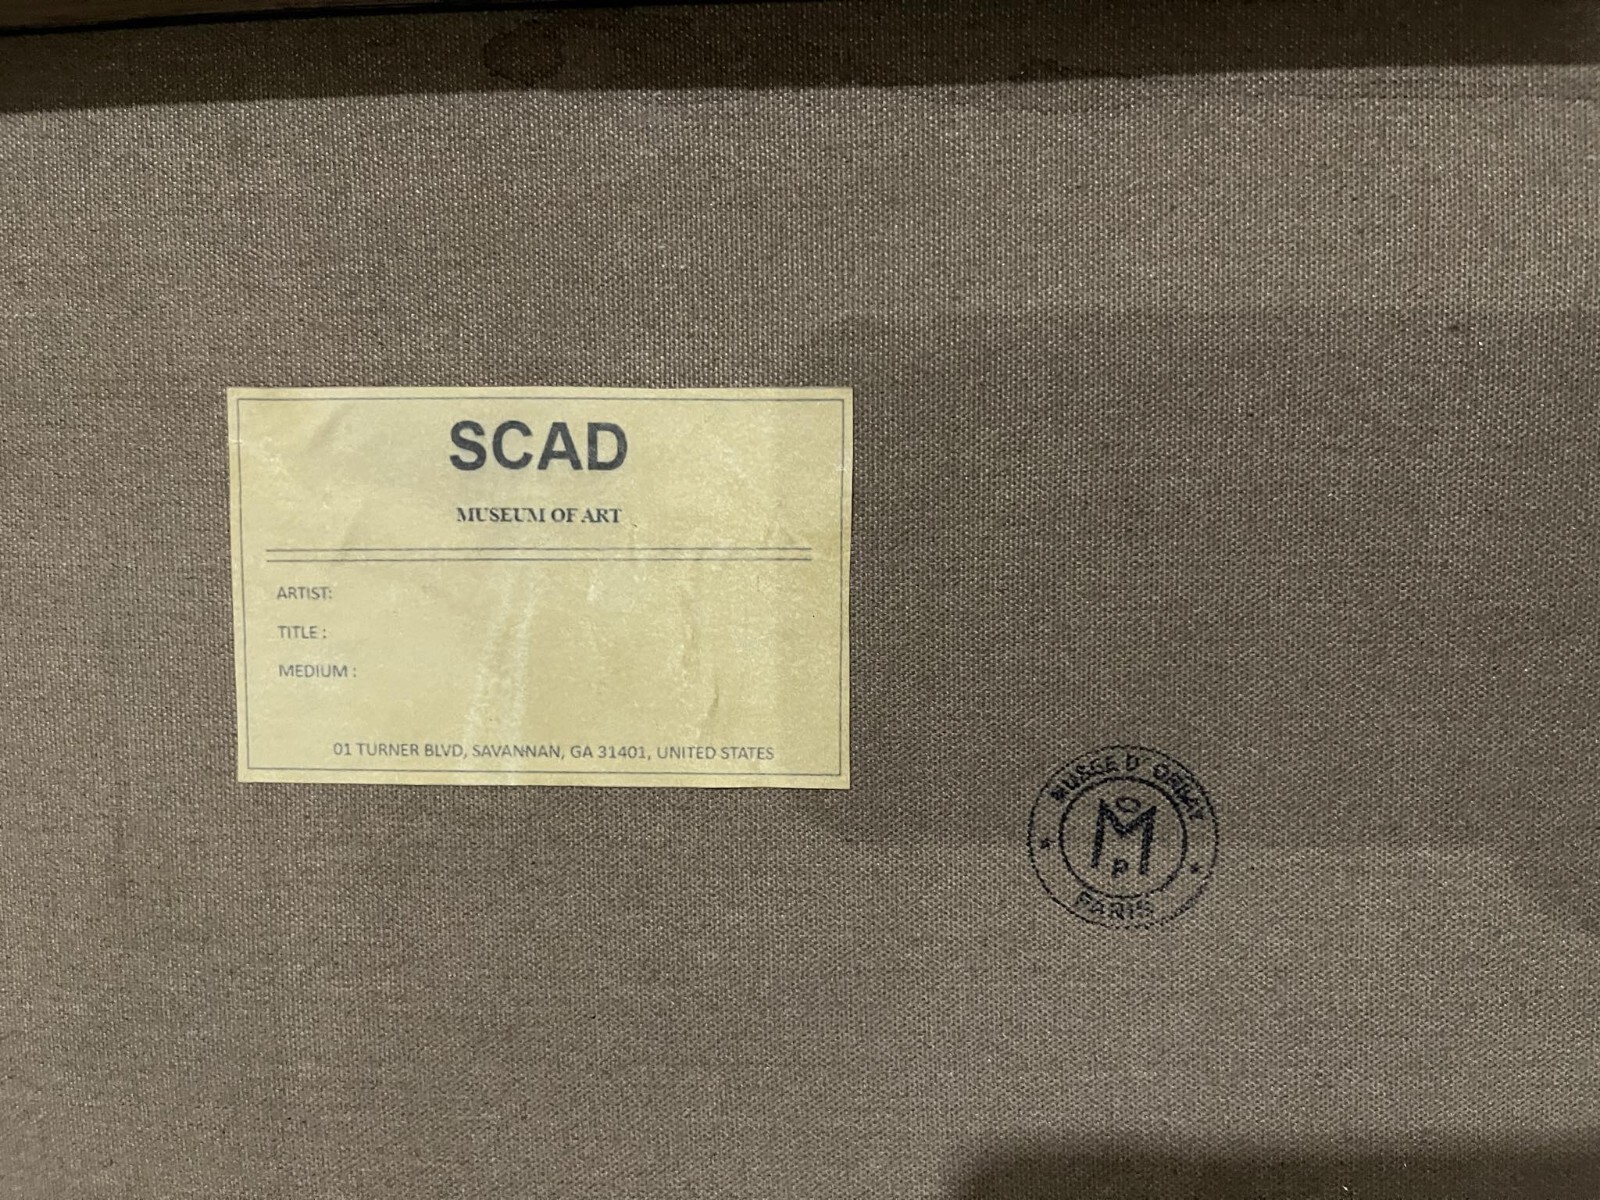 SCAD
MUSEUM OF ART
ARTIST:
TITLE :
MEDIUM :
01 TURNER BLVD, SAVANNAN, GA 31401, UNITED STATES
MUSEE D' ORSAY
M
P
PARIS